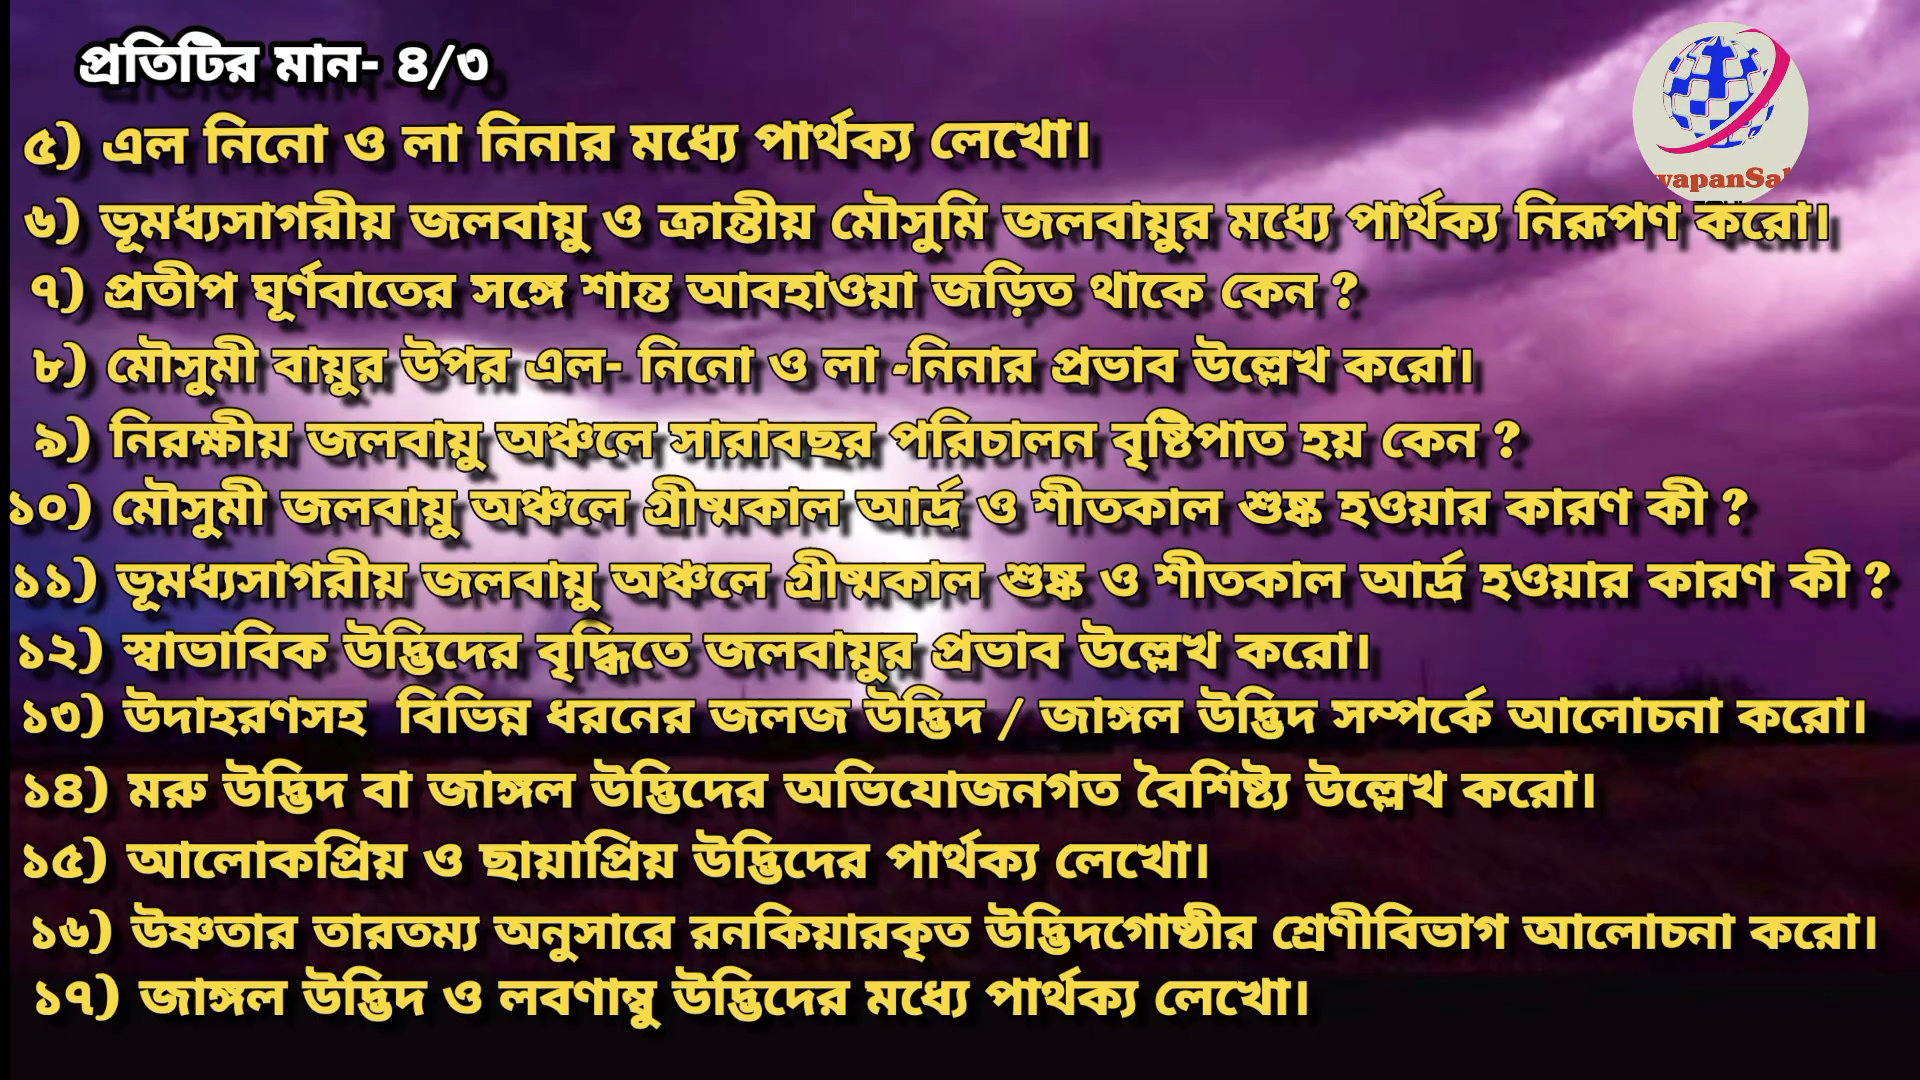 প্রতিটির মান- ৪/৩
vapanSa
৫) এল নিনো ও লা নিনার মধ্যে পার্থক্য লেখো।
৬) ভূমধ্যসাগরীয় জলবায়ু ও ক্রান্তীয় মৌসুমি জলবায়ুর মধ্যে পার্থক্য নিরূপণ করো।
৭) প্রতীপ ঘূর্ণবাতের সঙ্গে শান্ত আবহাওয়া জড়িত থাকে কেন ?
৮) মৌসুমী বায়ুর উপর এল- নিনো ও লা -নিনার প্রভাব উল্লেখ করো।
৯) নিরক্ষীয় জলবায়ু অঞ্চলে সারাবছর পরিচালন বৃষ্টিপাত হয় কেন ?
১০) মৌসুমী জলবায়ু অঞ্চলে গ্রীষ্মকাল আর্দ্র ও শীতকাল শুষ্ক হওয়ার কারণ কী ?
১১) ভূমধ্যসাগরীয় জলবায়ু অঞ্চলে গ্রীষ্মকাল শুষ্ক ও শীতকাল আর্দ্র হওয়ার কারণ কী ?
১২) স্বাভাবিক উদ্ভিদের বৃদ্ধিতে জলবায়ুর প্রভাব উল্লেখ করো।
১৩) উদাহরণসহ বিভিন্ন ধরনের জলজ উদ্ভিদ / জাঙ্গল উদ্ভিদ সম্পর্কে আলোচনা করো।
১৪) মরু উদ্ভিদ বা জাঙ্গল উদ্ভিদের অভিযোজনগত বৈশিষ্ট্য উল্লেখ করো।
১৫) আলোকপ্রিয় ও ছায়াপ্রিয় উদ্ভিদের পার্থক্য লেখো।
১৬) উষ্ণতার তারতম্য অনুসারে রনকিয়ারকৃত উদ্ভিদগোষ্ঠীর শ্রেণীবিভাগ আলোচনা করো।
১৭) জাঙ্গল উদ্ভিদ ও লবণাম্বু উদ্ভিদের মধ্যে পার্থক্য লেখো।